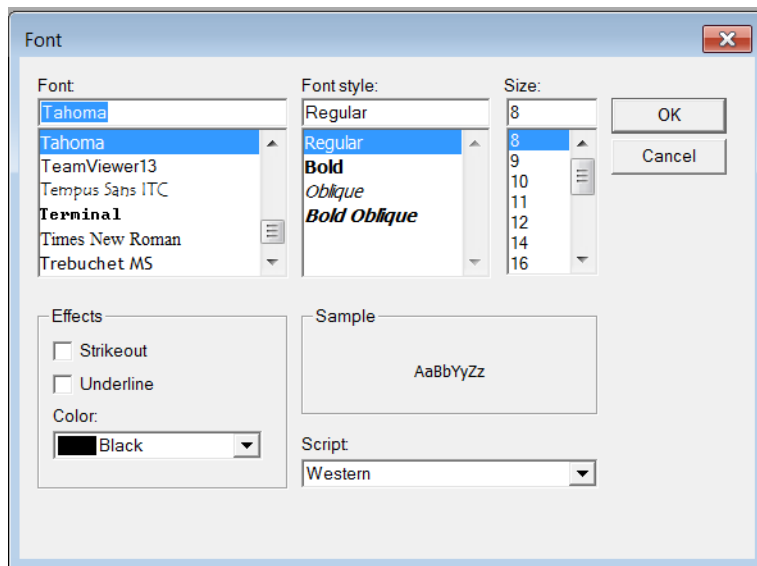 Font
Font:
Tahoma
Tahoma
TeamViewer13
Tempus Sans ITC
Terminal
Times New Roman
Trebuchet MS
Font style:
Regular
Regular
Bold
Oblique
Bold Oblique
Size:
8
8
9
10
11
12
14
16
OK
Cancel
Effects
Strikeout
Underline
Color:
Black
Sample
AaBbYyZz
Script:
Western